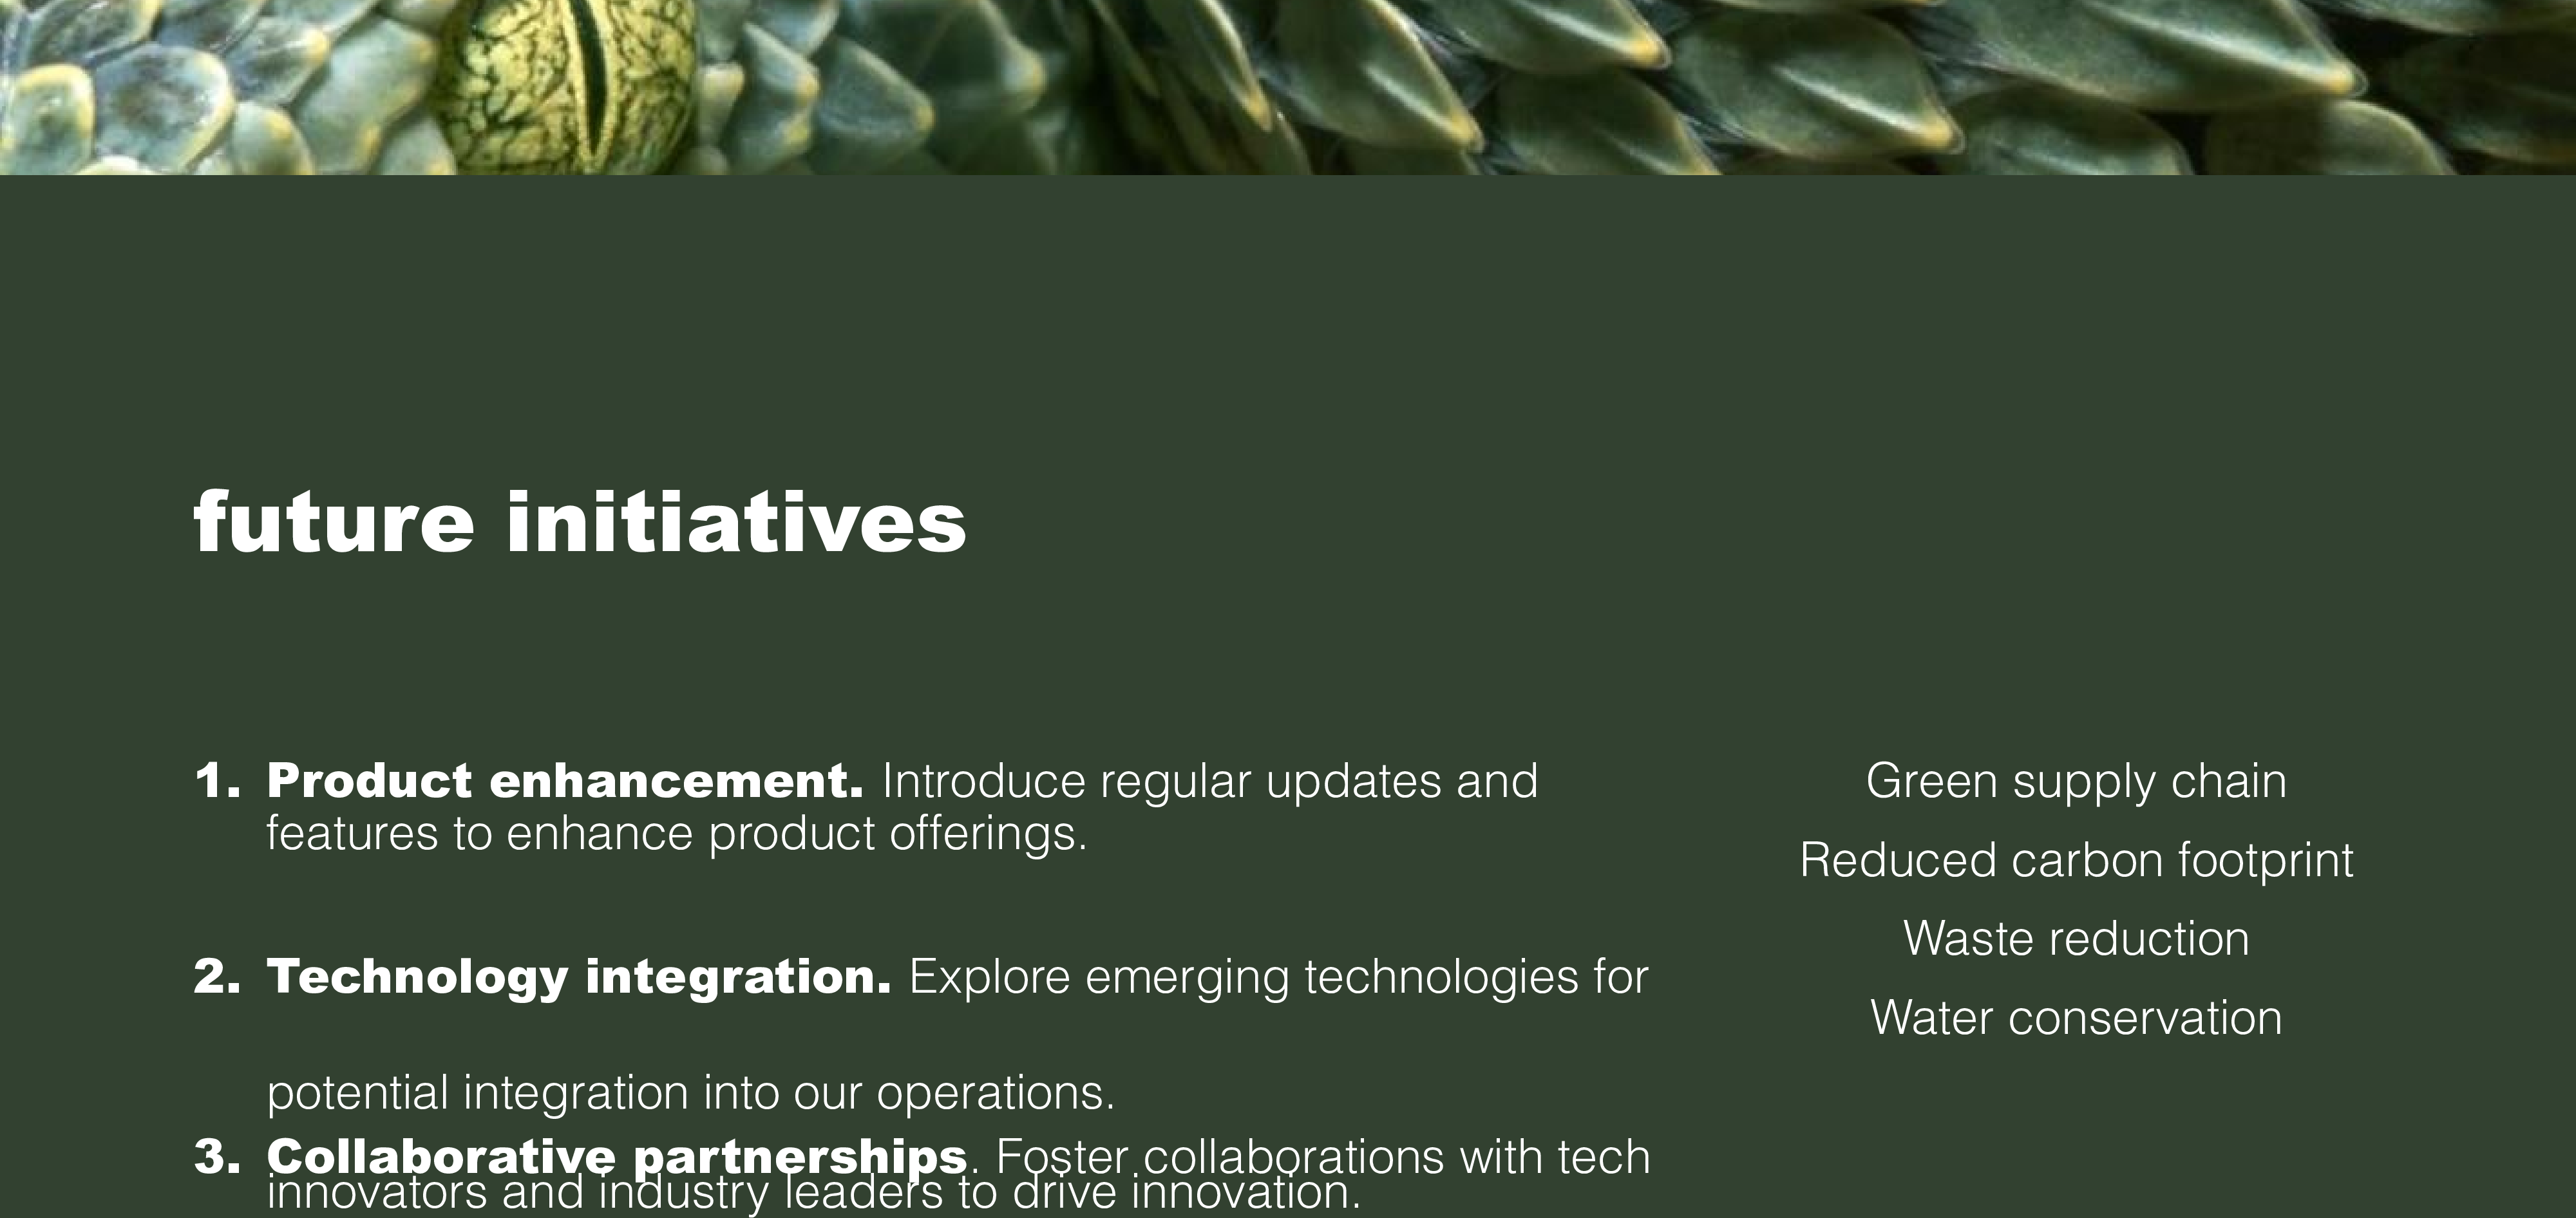 future initiatives
1. Product enhancement. Introduce regular updates and
features to enhance product offerings.
2. Technology integration. Explore emerging technologies for
potential integration into our operations.
3. Collaborative partnerships. Foster collaborations with tech
innovators and industry leaders to drive innovation.
Green supply chain
Reduced carbon footprint
Waste reduction
Water conservation